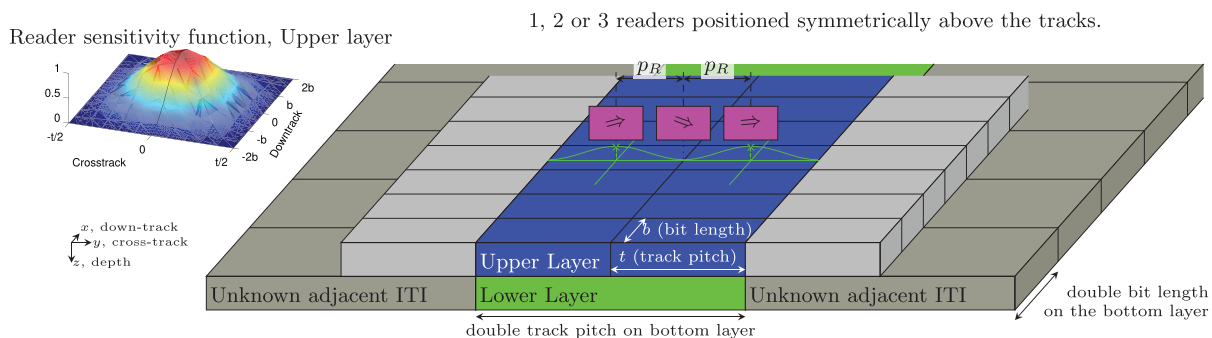 1, 2 or 3 readers positioned symmetrically above the tracks.
Reader sensitivity function, Upper layer
1
0.5
0
-t/2
0
t/2
Crosstrack
-2b
-b
0
b
2b
Downtrack
p_R
p_R
x, down-track
y, cross-track
z, depth
b (bit length)
t (track pitch)
Upper Layer
Unknown adjacent ITI
Lower Layer
Unknown adjacent ITI
double track pitch on bottom layer
double bit length
on the bottom layer